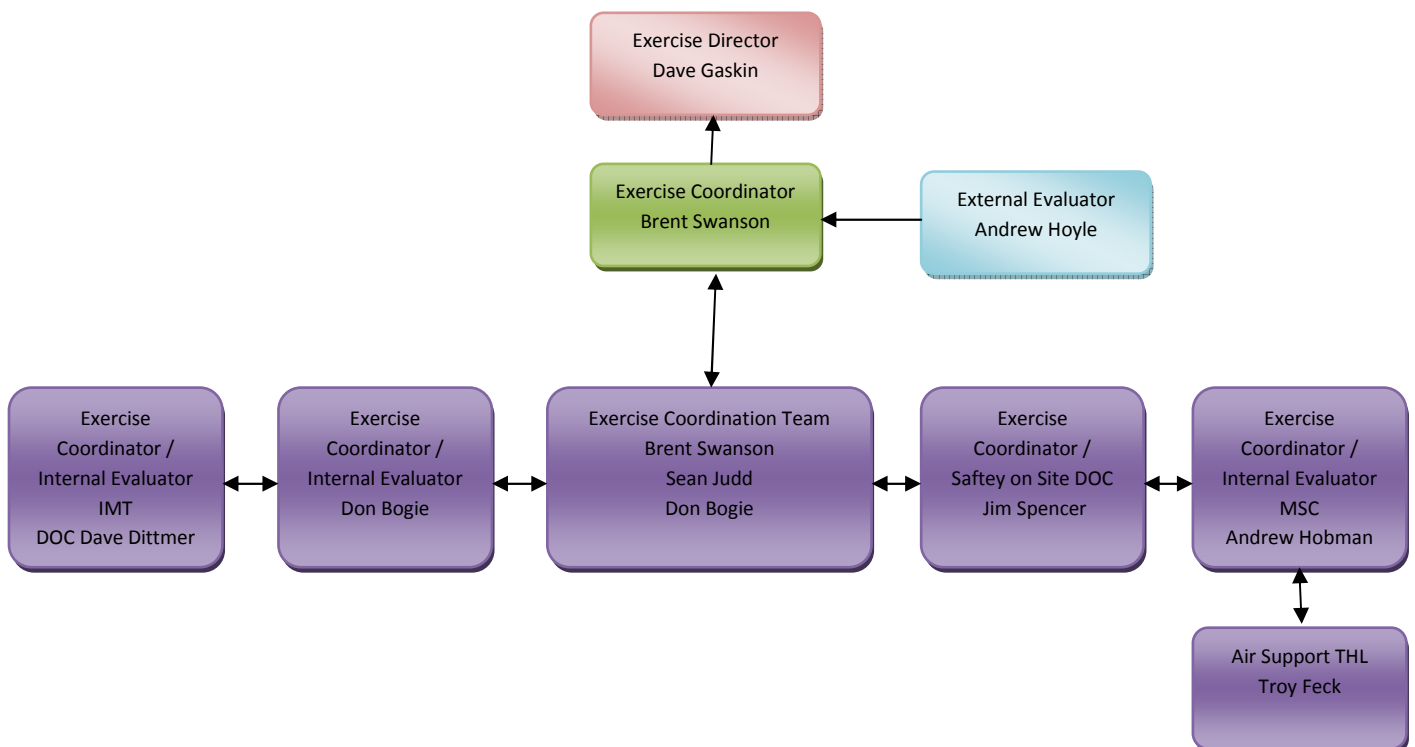 Exercise Director
Dave Gaskin
Exercise Coordinator
Brent Swanson
External Evaluator
Andrew Hoyle
Exercise
Coordinator /
Internal Evaluator
IMT
DOC Dave Dittmer
Exercise
Coordinator /
Internal Evaluator
Don Bogie
Exercise Coordination Team
Brent Swanson
Sean Judd
Don Bogie
Exercise
Coordinator /
Saftey on Site DOC
Jim Spencer
Exercise
Coordinator /
Internal Evaluator
MSC
Andrew Hobman
Air Support THL
Troy Feck